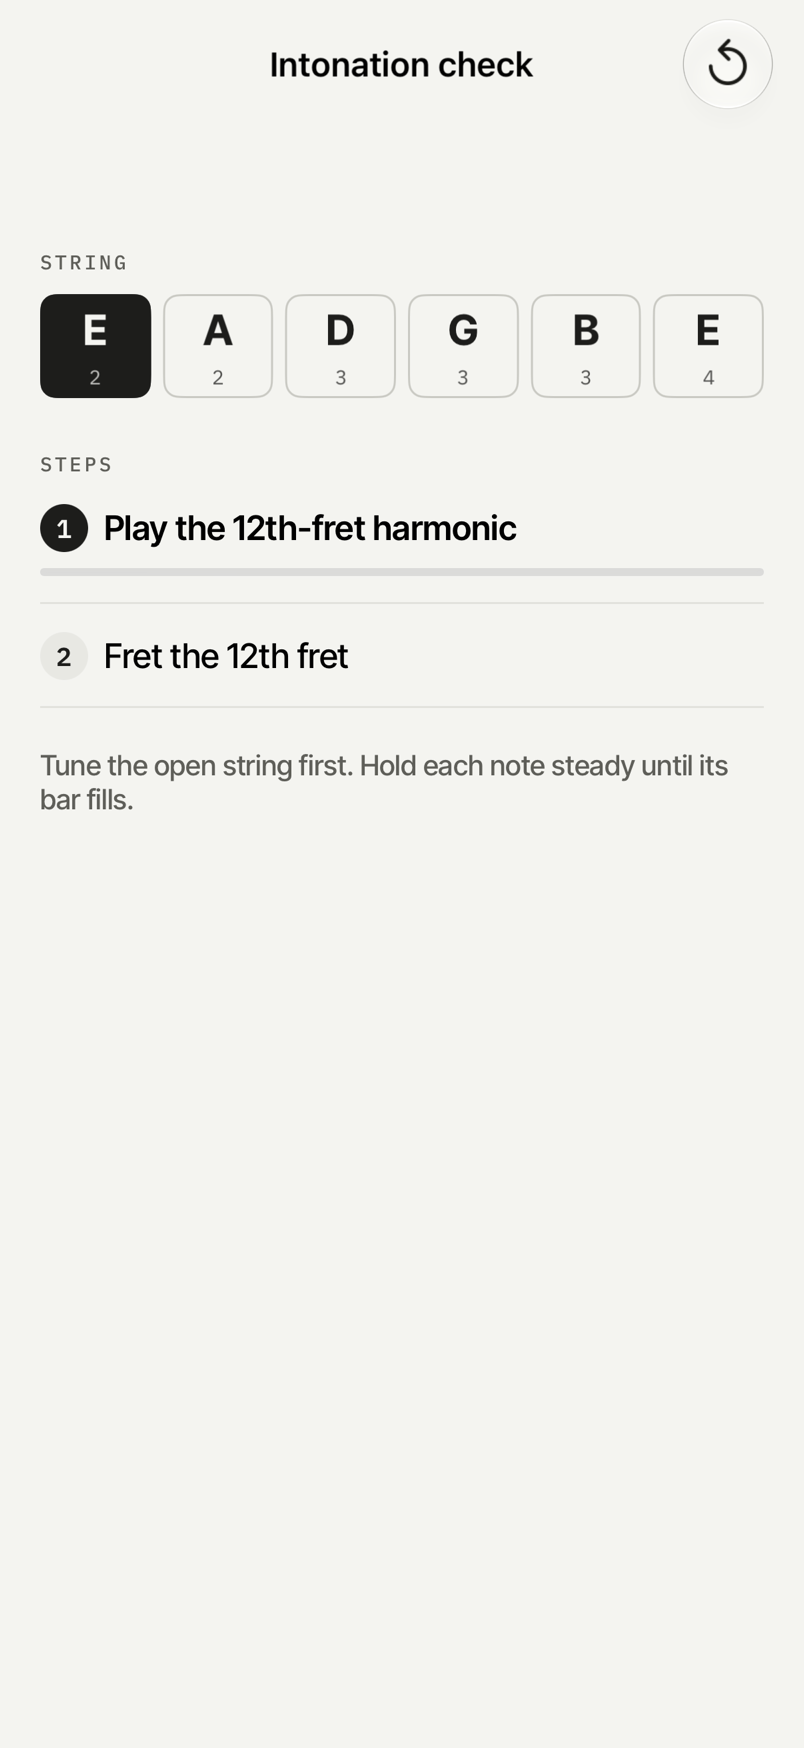 Intonation check
STRING
E A D G B E
2 2 3 3 3 4
STEPS
1 Play the 12th-fret harmonic
2 Fret the 12th fret
Tune the open string first. Hold each note steady until its
bar fills.